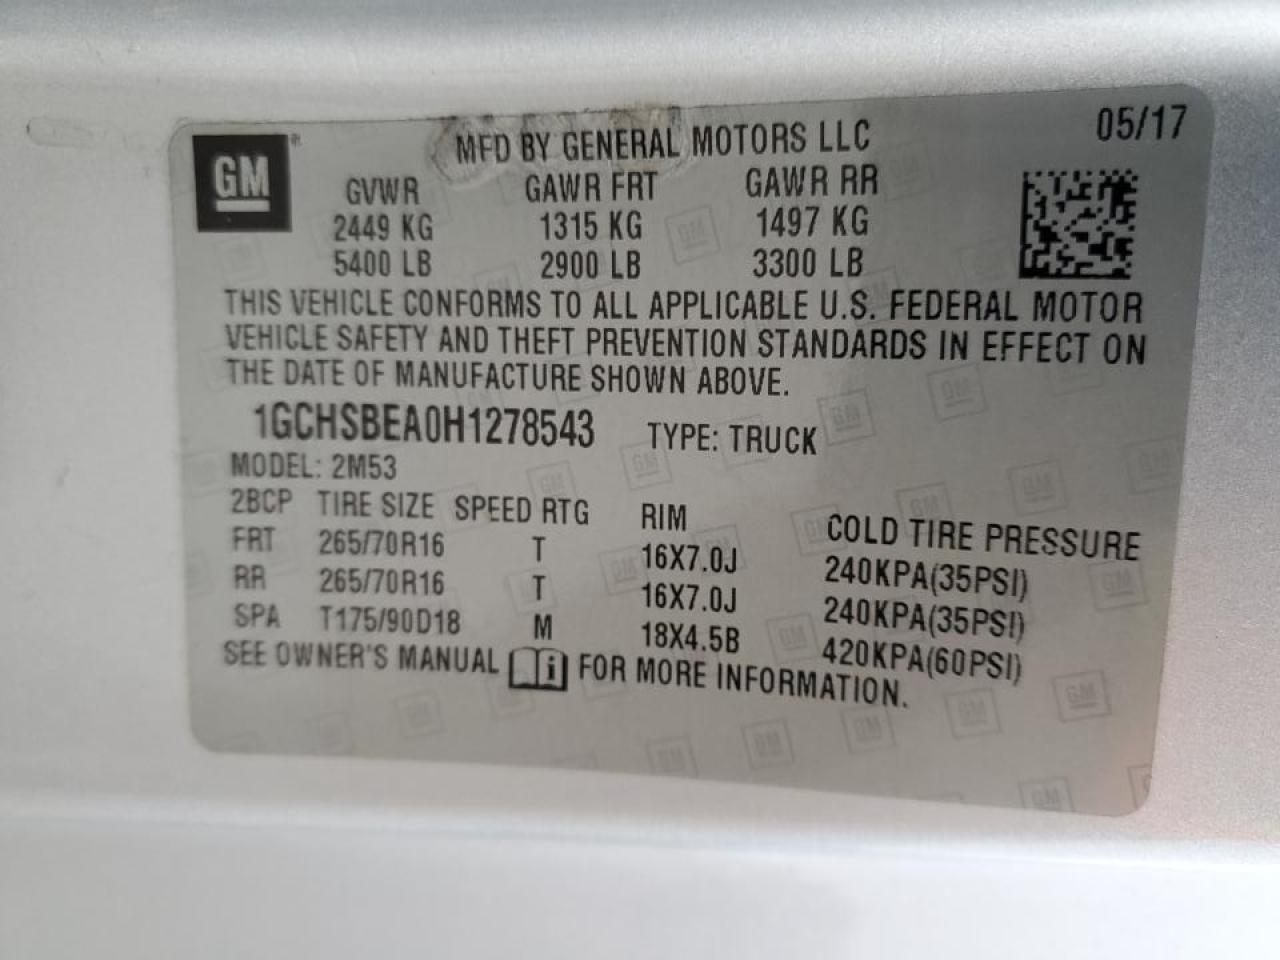 GM
MFD BY GENERAL MOTORS LLC 05/17
GVWR GAWR FRT GAWR RR
2449 KG 1315 KG 1497 KG
5400 LB 2900 LB 3300 LB
THIS VEHICLE CONFORMS TO ALL APPLICABLE U.S. FEDERAL MOTOR
VEHICLE SAFETY AND THEFT PREVENTION STANDARDS IN EFFECT ON
THE DATE OF MANUFACTURE SHOWN ABOVE.
1GCHSBEA0H1278543 TYPE: TRUCK
MODEL: 2M53
2BCP TIRE SIZE SPEED RTG RIM COLD TIRE PRESSURE
FRT 265/70R16 T 16X7.0J 240KPA(35PSI)
RR 265/70R16 T 16X7.0J 240KPA(35PSI)
SPA T175/90D18 M 18X4.5B 420KPA(60PSI)
SEE OWNER'S MANUAL i FOR MORE INFORMATION.